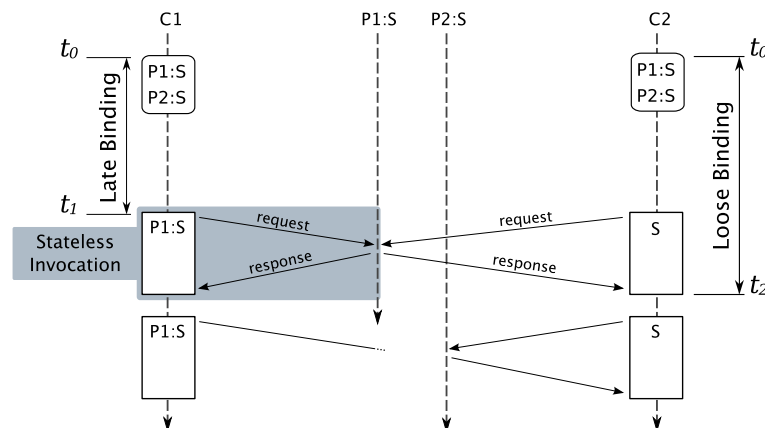 C1 P1:S P2:S C2
t0
P1:S
P2:S
Late Binding
t1
P1:S
Stateless
Invocation
request
response
P1:S
...
t0
P1:S
P2:S
Loose Binding
request
S
response
t2
S